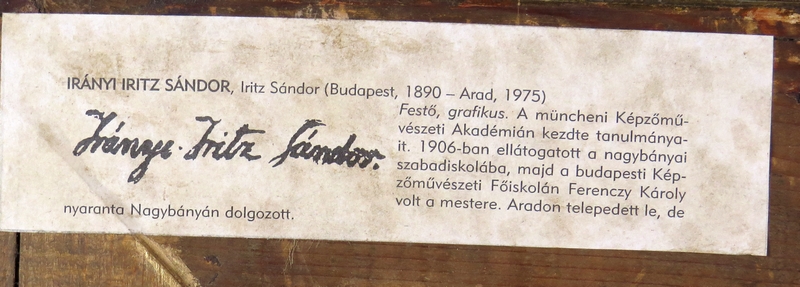 IRÁNYI IRITZ SÁNDOR, Iritz Sándor (Budapest, 1890 – Arad, 1975)
Festő, grafikus. A müncheni Képzőmű-
vészeti Akadémián kezdte tanulmánya-
it. 1906-ban ellátogatott a nagybányai
szabadiskolába, majd a budapesti Kép-
zőművészeti Főiskolán Ferenczy Károly
volt a mestere. Aradon telepedett le, de
Irányi-Iritz Sándor.
nyaranta Nagybányán dolgozott.